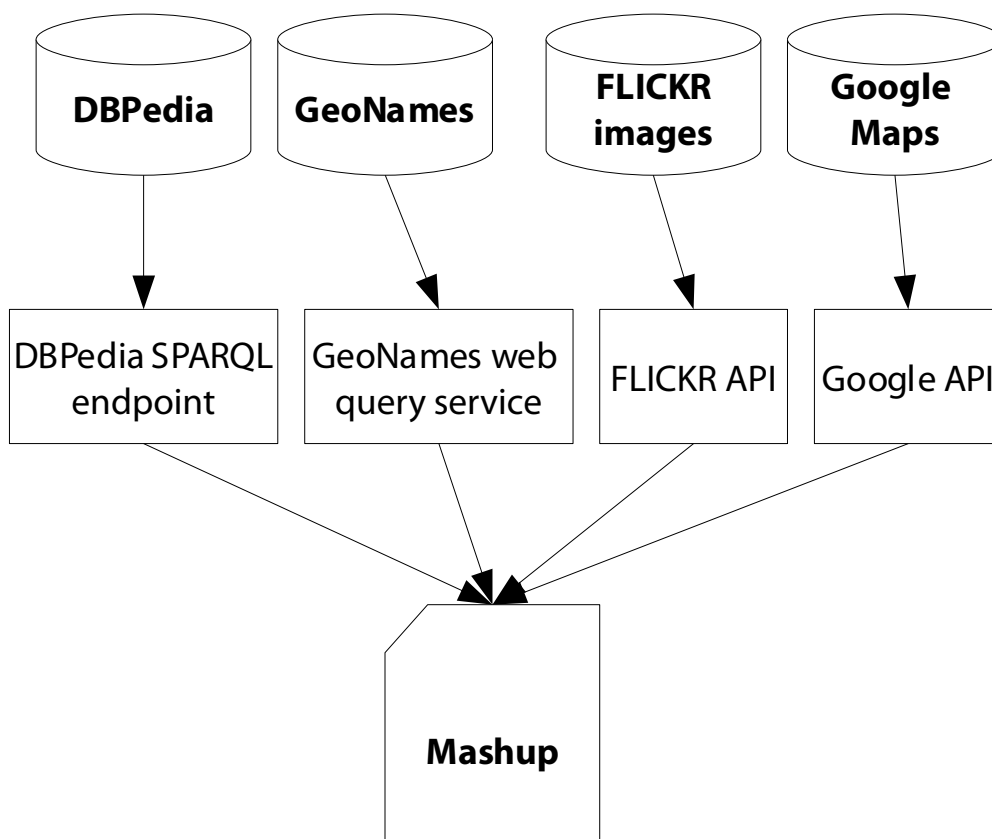 DBPedia
GeoNames
FLICKR
images
Google
Maps
DBPedia SPARQL
endpoint
GeoNames web
query service
FLICKR API
Google API
Mashup